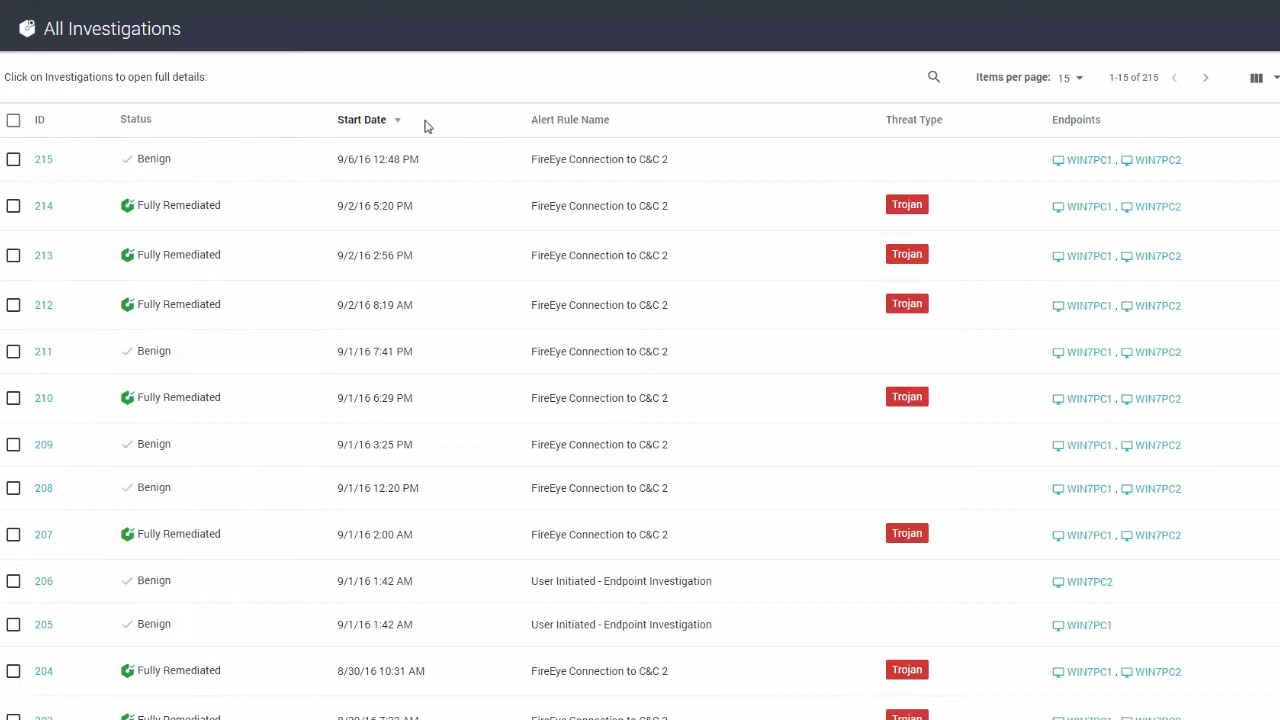 All Investigations
Click on Investigations to open full details:
Items per page: 15 1-15 of 215
ID Status Start Date Alert Rule Name Threat Type Endpoints
215 Benign 9/6/16 12:48 PM FireEye Connection to C&C 2 WIN7PC1 , WIN7PC2
214 Fully Remediated 9/2/16 5:20 PM FireEye Connection to C&C 2 Trojan WIN7PC1 , WIN7PC2
213 Fully Remediated 9/2/16 2:56 PM FireEye Connection to C&C 2 Trojan WIN7PC1 , WIN7PC2
212 Fully Remediated 9/2/16 8:19 AM FireEye Connection to C&C 2 Trojan WIN7PC1 , WIN7PC2
211 Benign 9/1/16 7:41 PM FireEye Connection to C&C 2 WIN7PC1 , WIN7PC2
210 Fully Remediated 9/1/16 6:29 PM FireEye Connection to C&C 2 Trojan WIN7PC1 , WIN7PC2
209 Benign 9/1/16 3:25 PM FireEye Connection to C&C 2 WIN7PC1 , WIN7PC2
208 Benign 9/1/16 12:20 PM FireEye Connection to C&C 2 WIN7PC1 , WIN7PC2
207 Fully Remediated 9/1/16 2:00 AM FireEye Connection to C&C 2 Trojan WIN7PC1 , WIN7PC2
206 Benign 9/1/16 1:42 AM User Initiated - Endpoint Investigation WIN7PC2
205 Benign 9/1/16 1:42 AM User Initiated - Endpoint Investigation WIN7PC1
204 Fully Remediated 8/30/16 10:31 AM FireEye Connection to C&C 2 Trojan WIN7PC1 , WIN7PC2
Fully Remediated Trojan